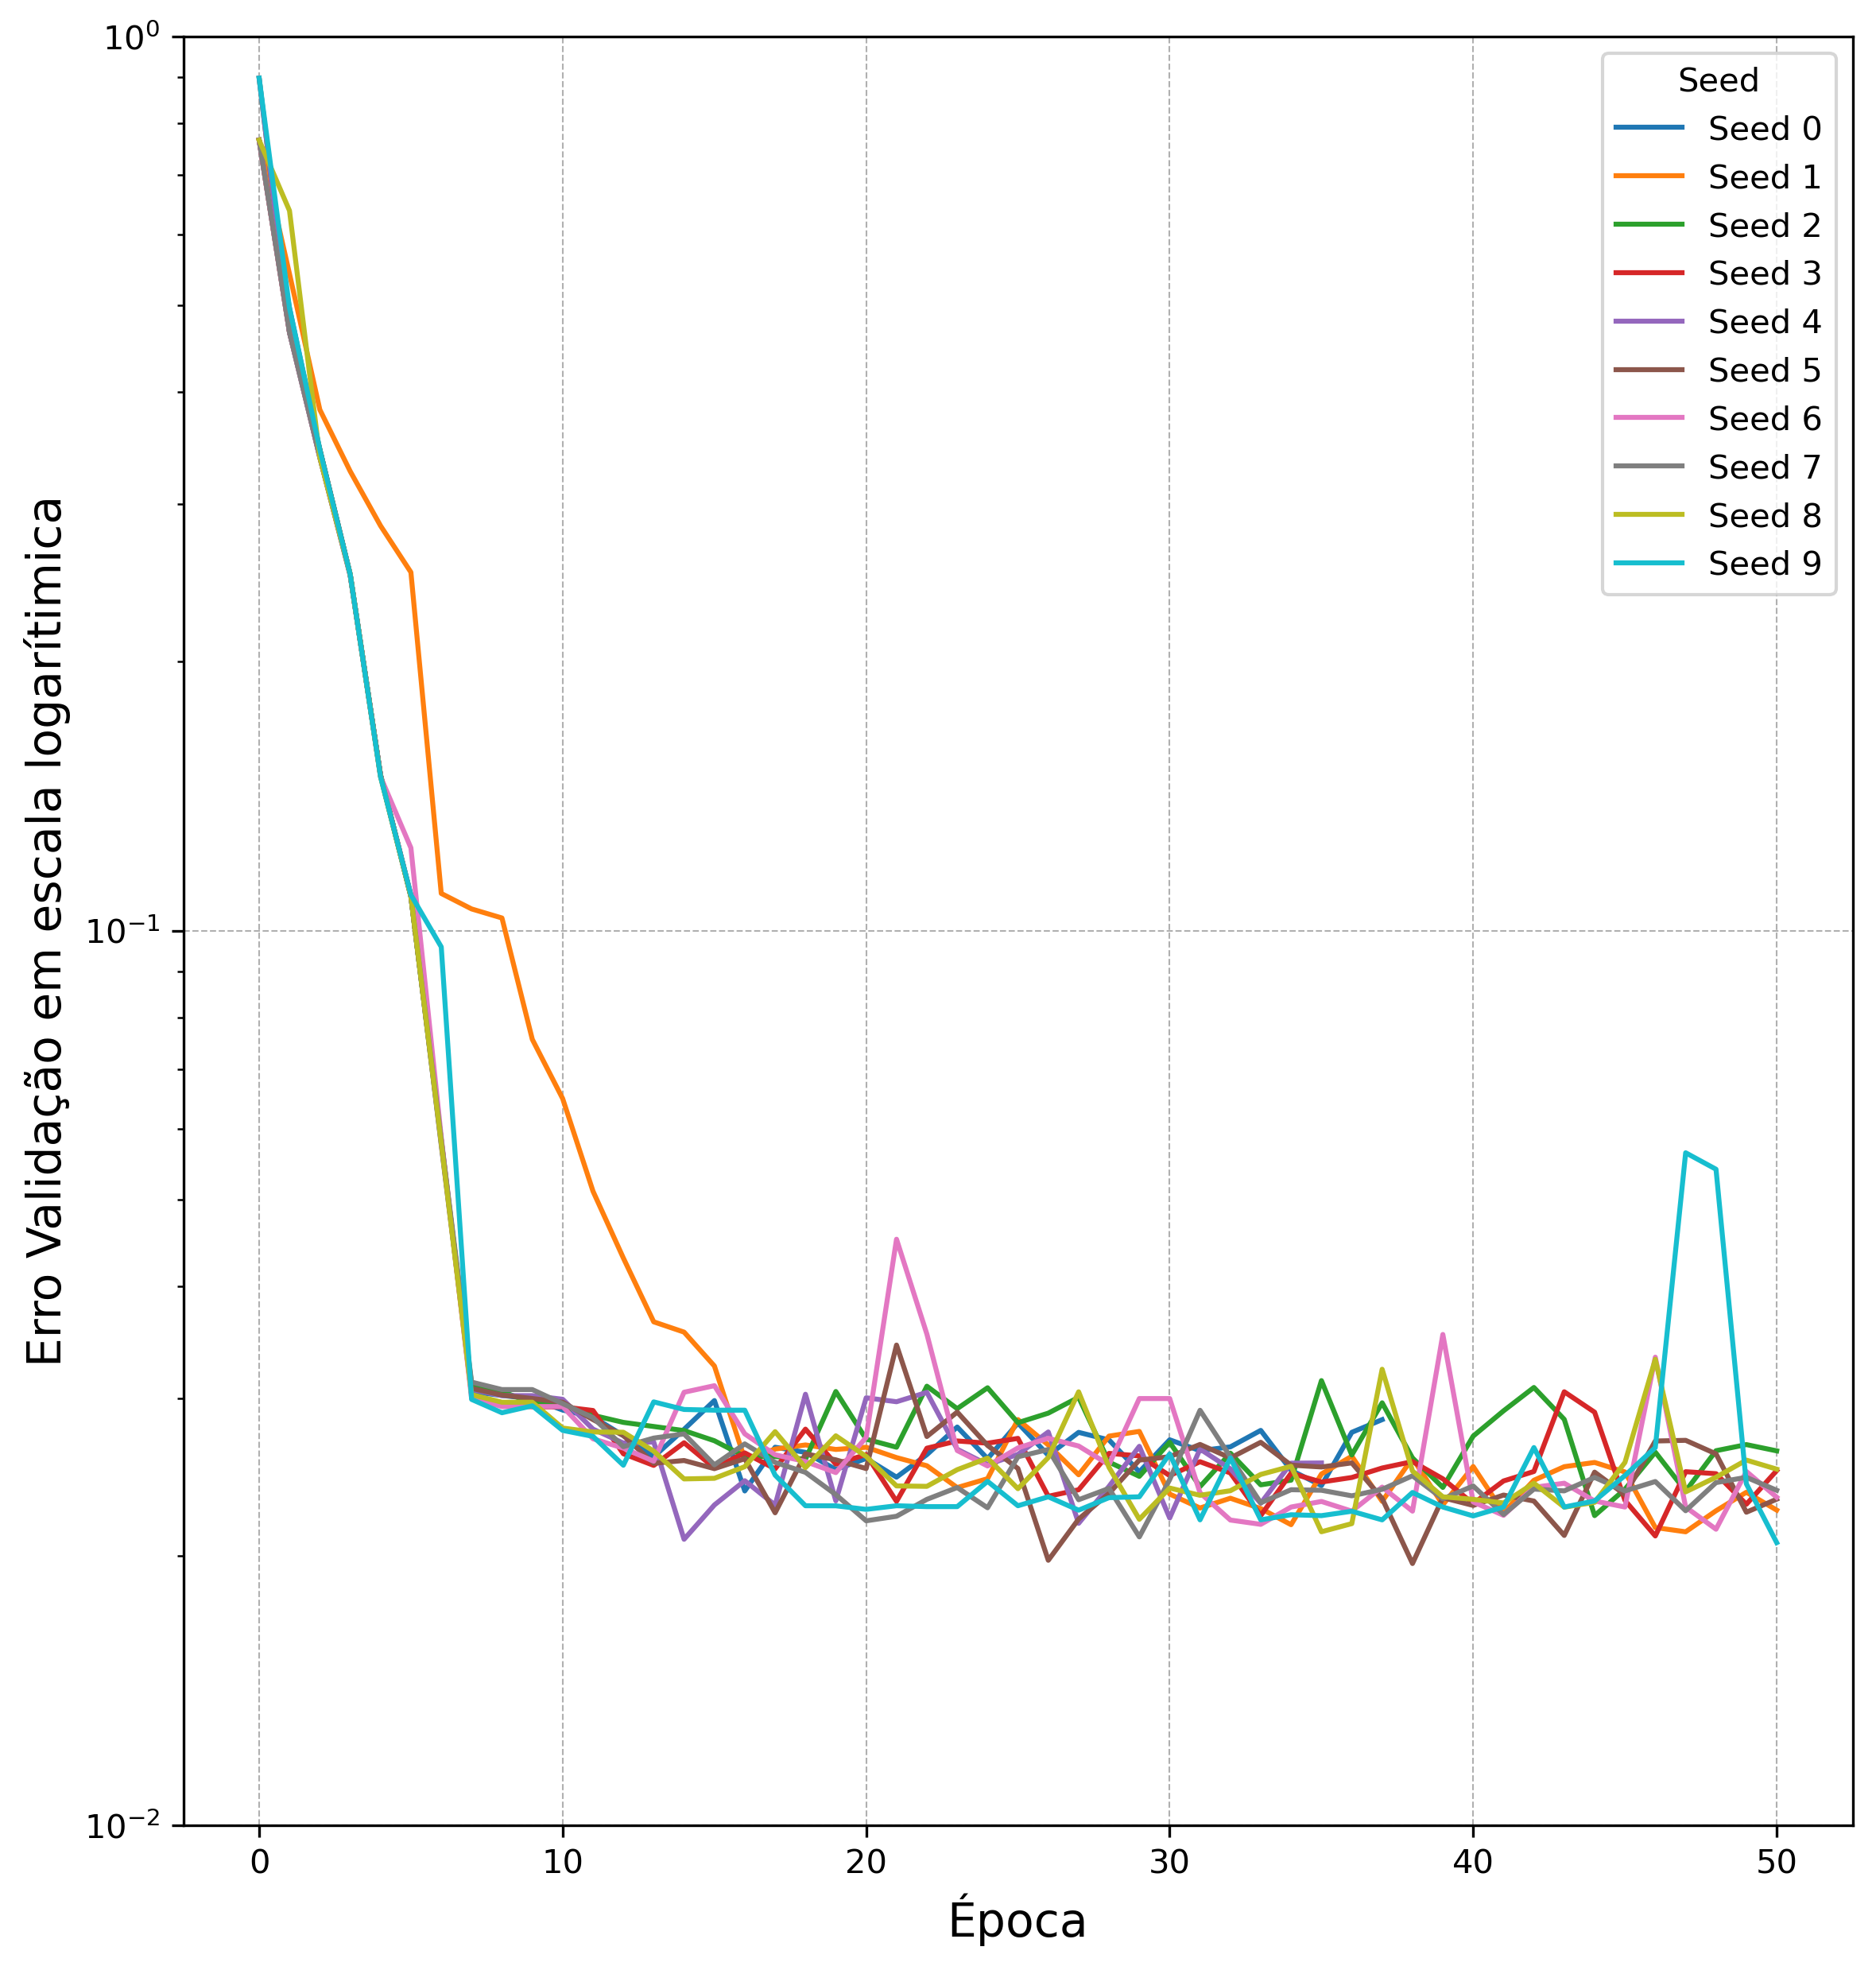 Erro Validação em escala logarítimica
10⁰
10⁻¹
10⁻²
Seed
Seed 0
Seed 1
Seed 2
Seed 3
Seed 4
Seed 5
Seed 6
Seed 7
Seed 8
Seed 9
0 10 20 30 40 50
Época